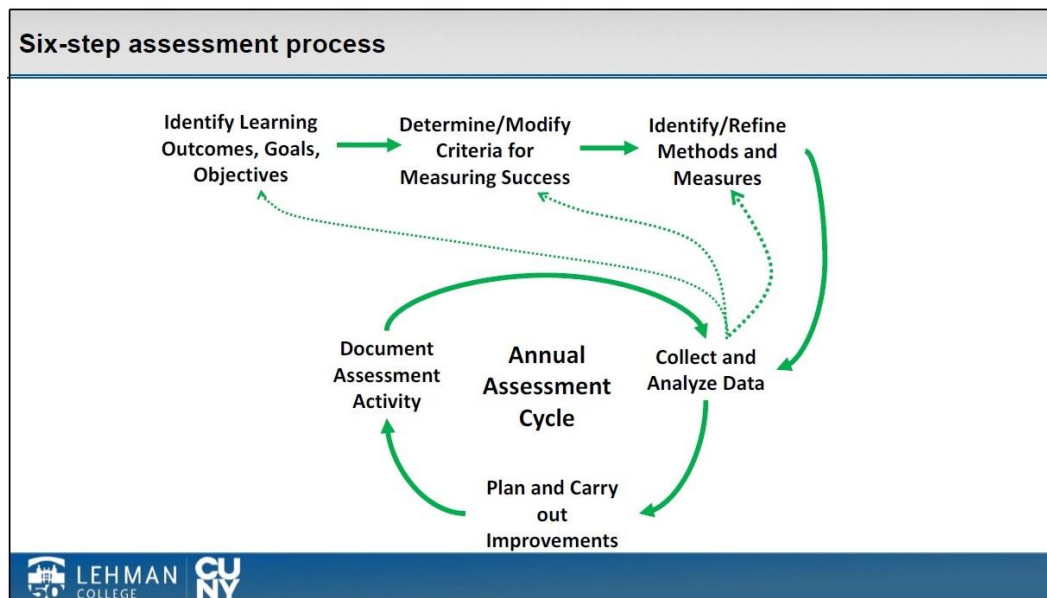 Six-step assessment process
Identify Learning
Outcomes, Goals,
Objectives
Determine/Modify
Criteria for
Measuring Success
Identify/Refine
Methods and
Measures
Document
Assessment
Activity
Annual
Assessment
Cycle
Collect and
Analyze Data
Plan and Carry
out
Improvements
50
LEHMAN
COLLEGE
CU
NY